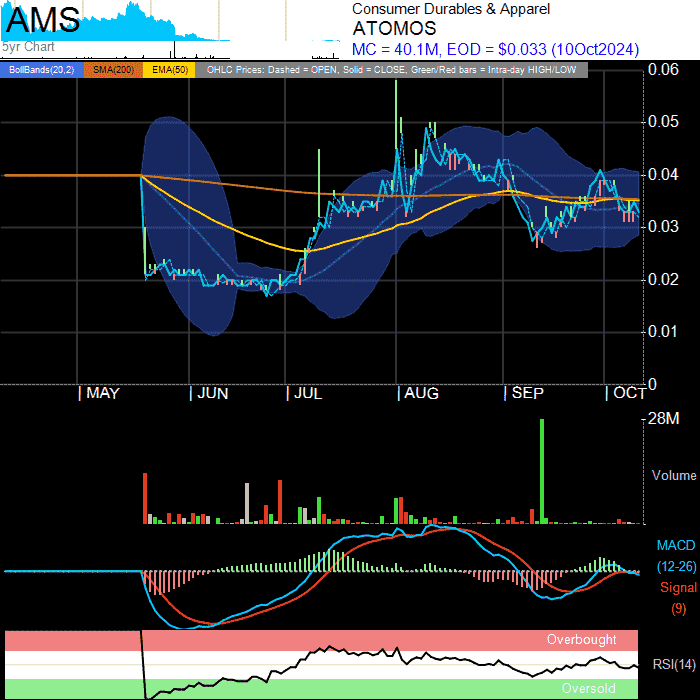 AMS
5yr Chart
Consumer Durables & Apparel
ATOMOS
MC = 40.1M, EOD = $0.033 (10Oct2024)
BollBands(20,2) SMA(200) EMA(50) OHLC Prices: Dashed = OPEN, Solid = CLOSE, Green/Red bars = Intra-day HIGH/LOW
0.06
0.05
0.04
0.03
0.02
0.01
0
| MAY | JUN | JUL | AUG | SEP | OCT
28M
Volume
MACD
(12-26)
Signal
(9)
Overbought
RSI(14)
Oversold